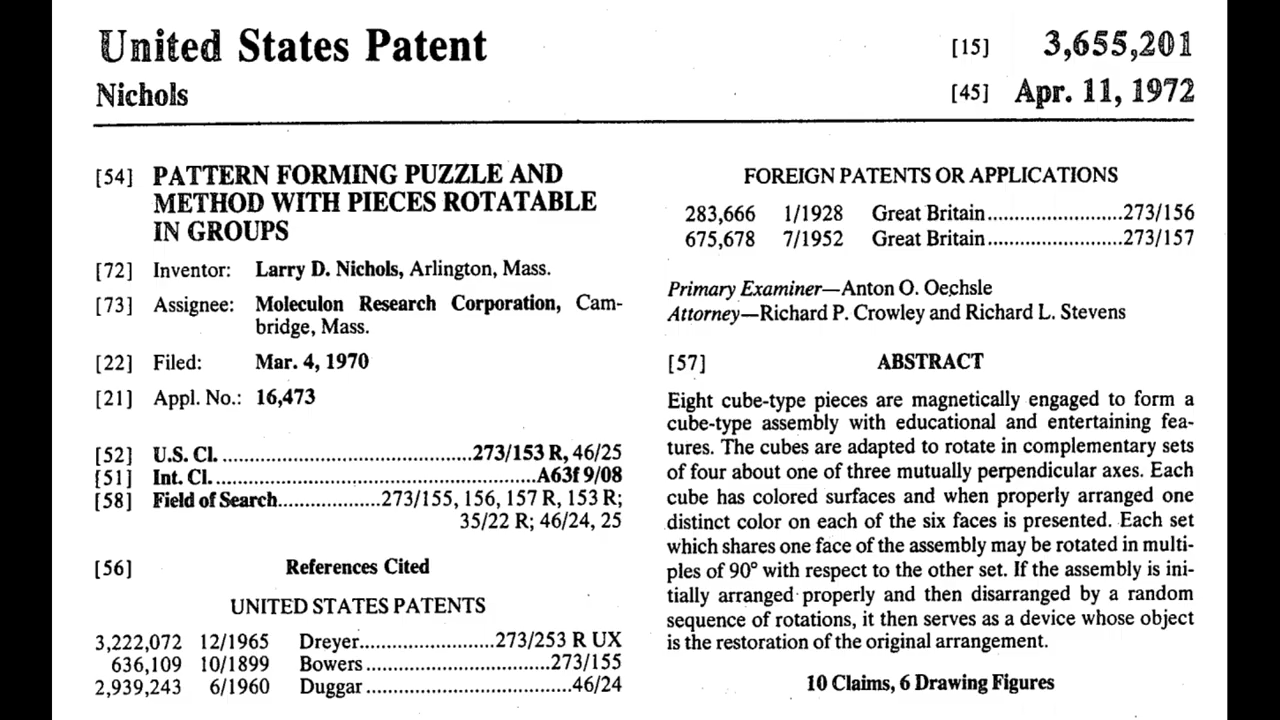 United States Patent
Nichols
[15] 3,655,201
[45] Apr. 11, 1972
[54] PATTERN FORMING PUZZLE AND
METHOD WITH PIECES ROTATABLE
IN GROUPS
[72] Inventor: Larry D. Nichols, Arlington, Mass.
[73] Assignee: Moleculon Research Corporation, Cam-
bridge, Mass.
[22] Filed: Mar. 4, 1970
[21] Appl. No.: 16,473
[52] U.S. Cl. ...............................................273/153 R, 46/25
[51] Int. Cl. ............................................................A63f 9/08
[58] Field of Search...................273/155, 156, 157 R, 153 R;
35/22 R; 46/24, 25
[56] References Cited
UNITED STATES PATENTS
3,222,072 12/1965 Dreyer..........................273/253 R UX
636,109 10/1899 Bowers ...................................273/155
2,939,243 6/1960 Duggar .......................................46/24
FOREIGN PATENTS OR APPLICATIONS
283,666 1/1928 Great Britain..........................273/156
675,678 7/1952 Great Britain..........................273/157
Primary Examiner—Anton O. Oechsle
Attorney—Richard P. Crowley and Richard L. Stevens
[57] ABSTRACT
Eight cube-type pieces are magnetically engaged to form a
cube-type assembly with educational and entertaining fea-
tures. The cubes are adapted to rotate in complementary sets
of four about one of three mutually perpendicular axes. Each
cube has colored surfaces and when properly arranged one
distinct color on each of the six faces is presented. Each set
which shares one face of the assembly may be rotated in multi-
ples of 90° with respect to the other set. If the assembly is ini-
tially arranged properly and then disarranged by a random
sequence of rotations, it then serves as a device whose object
is the restoration of the original arrangement.
10 Claims, 6 Drawing Figures